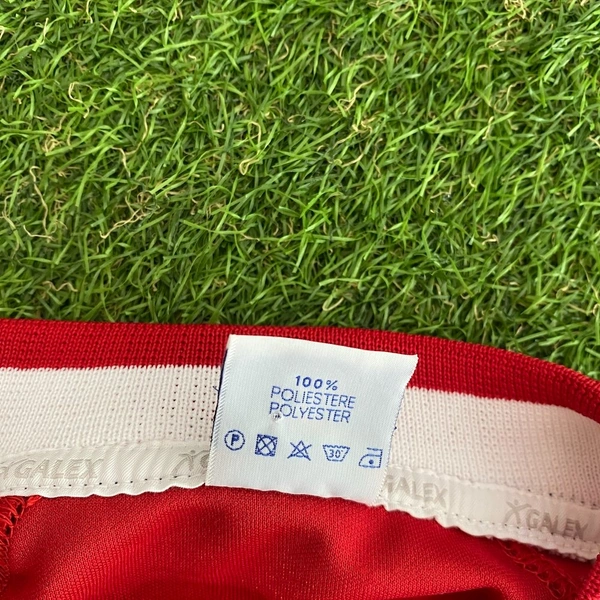 100%
POLIESTERE
POLYESTER
P 30°
GALEX
GALEX